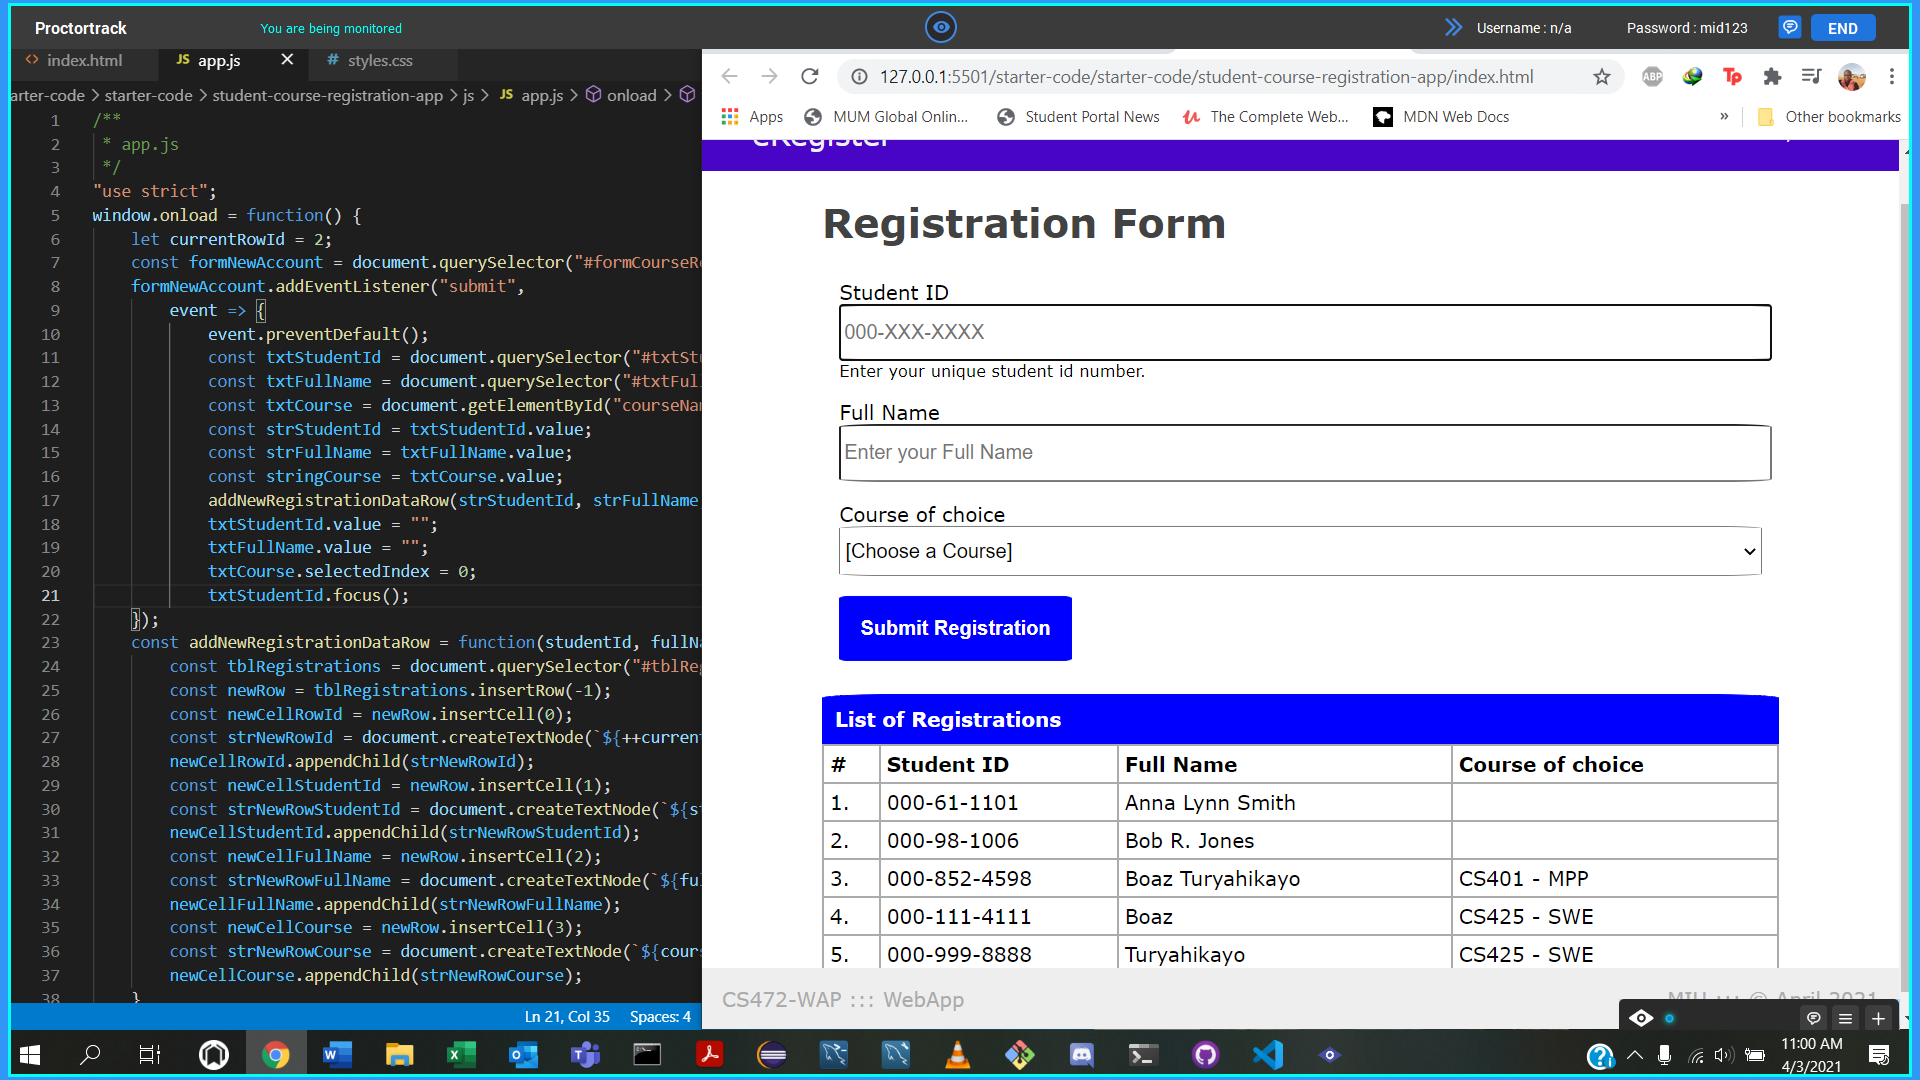 Proctortrack
You are being monitored
Username : n/a
Password : mid123
END
<> index.html
JS app.js
# styles.css
arter-code > starter-code > student-course-registration-app > js > JS app.js > onload >
1 /**
2 * app.js
3 */
4 "use strict";
5 window.onload = function() {
6 let currentRowId = 2;
7 const formNewAccount = document.querySelector("#formCourseR
8 formNewAccount.addEventListener("submit",
9 event => {
10 event.preventDefault();
11 const txtStudentId = document.querySelector("#txtSt
12 const txtFullName = document.querySelector("#txtFul
13 const txtCourse = document.getElementById("courseNa
14 const strStudentId = txtStudentId.value;
15 const strFullName = txtFullName.value;
16 const stringCourse = txtCourse.value;
17 addNewRegistrationDataRow(strStudentId, strFullName
18 txtStudentId.value = "";
19 txtFullName.value = "";
20 txtCourse.selectedIndex = 0;
21 txtStudentId.focus();
22 });
23 const addNewRegistrationDataRow = function(studentId, fullNa
24 const tblRegistrations = document.querySelector("#tblReg
25 const newRow = tblRegistrations.insertRow(-1);
26 const newCellRowId = newRow.insertCell(0);
27 const strNewRowId = document.createTextNode(`${++current
28 newCellRowId.appendChild(strNewRowId);
29 const newCellStudentId = newRow.insertCell(1);
30 const strNewRowStudentId = document.createTextNode(`${st
31 newCellStudentId.appendChild(strNewRowStudentId);
32 const newCellFullName = newRow.insertCell(2);
33 const strNewRowFullName = document.createTextNode(`${ful
34 newCellFullName.appendChild(strNewRowFullName);
35 const newCellCourse = newRow.insertCell(3);
36 const strNewRowCourse = document.createTextNode(`${cours
37 newCellCourse.appendChild(strNewRowCourse);
38 }
Ln 21, Col 35
Spaces: 4
127.0.0.1:5501/starter-code/starter-code/student-course-registration-app/index.html
ABP
Tp
Apps
MUM Global Onlin...
Student Portal News
The Complete Web...
MDN Web Docs
»
Other bookmarks
eRegister
Registration Form
Student ID
000-XXX-XXXX
Enter your unique student id number.
Full Name
Enter your Full Name
Course of choice
[Choose a Course]
Submit Registration
List of Registrations
# Student ID Full Name Course of choice
1. 000-61-1101 Anna Lynn Smith
2. 000-98-1006 Bob R. Jones
3. 000-852-4598 Boaz Turyahikayo CS401 - MPP
4. 000-111-4111 Boaz CS425 - SWE
5. 000-999-8888 Turyahikayo CS425 - SWE
CS472-WAP ::: WebApp
MIU ::: © April 2021
11:00 AM
4/3/2021